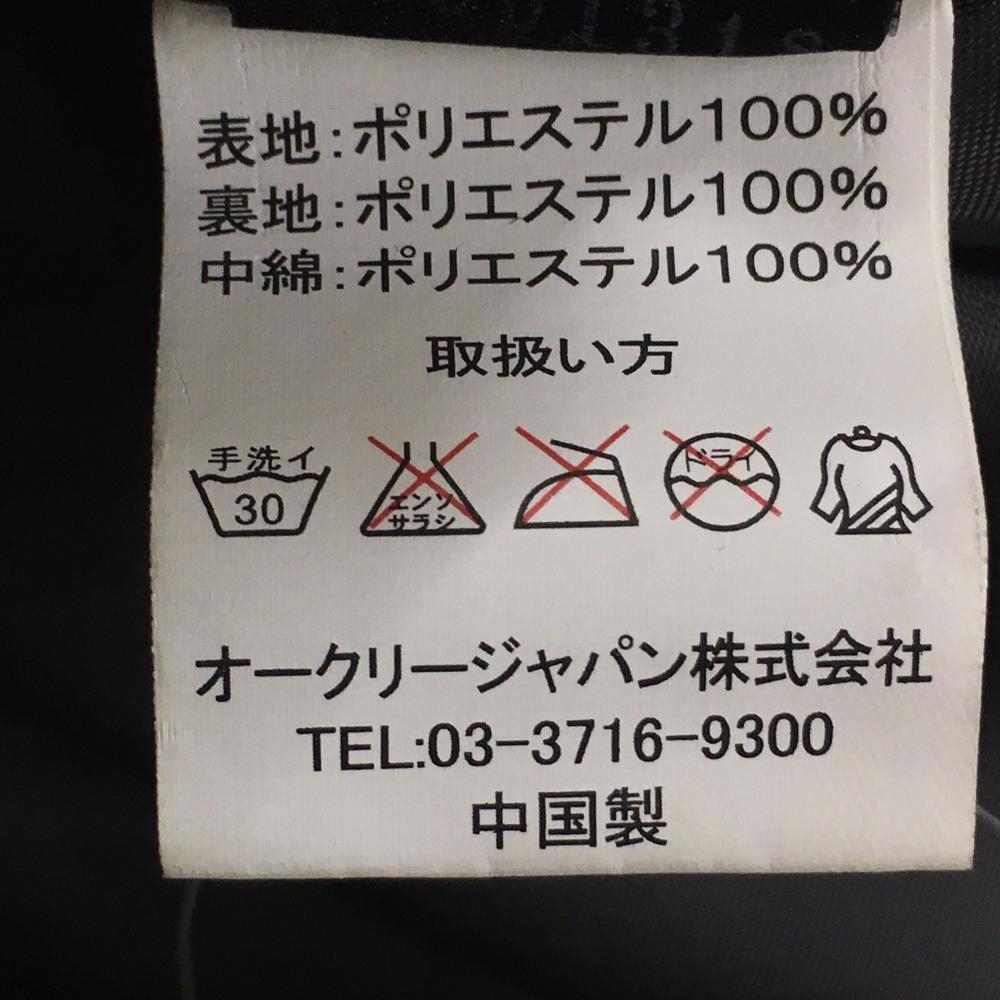 表地:ポリエステル100%
裏地:ポリエステル100%
中綿:ポリエステル100%
取扱い方
手洗イ
30
エンソ
サラシ
ドライ
オークリージャパン株式会社
TEL:03-3716-9300
中国製